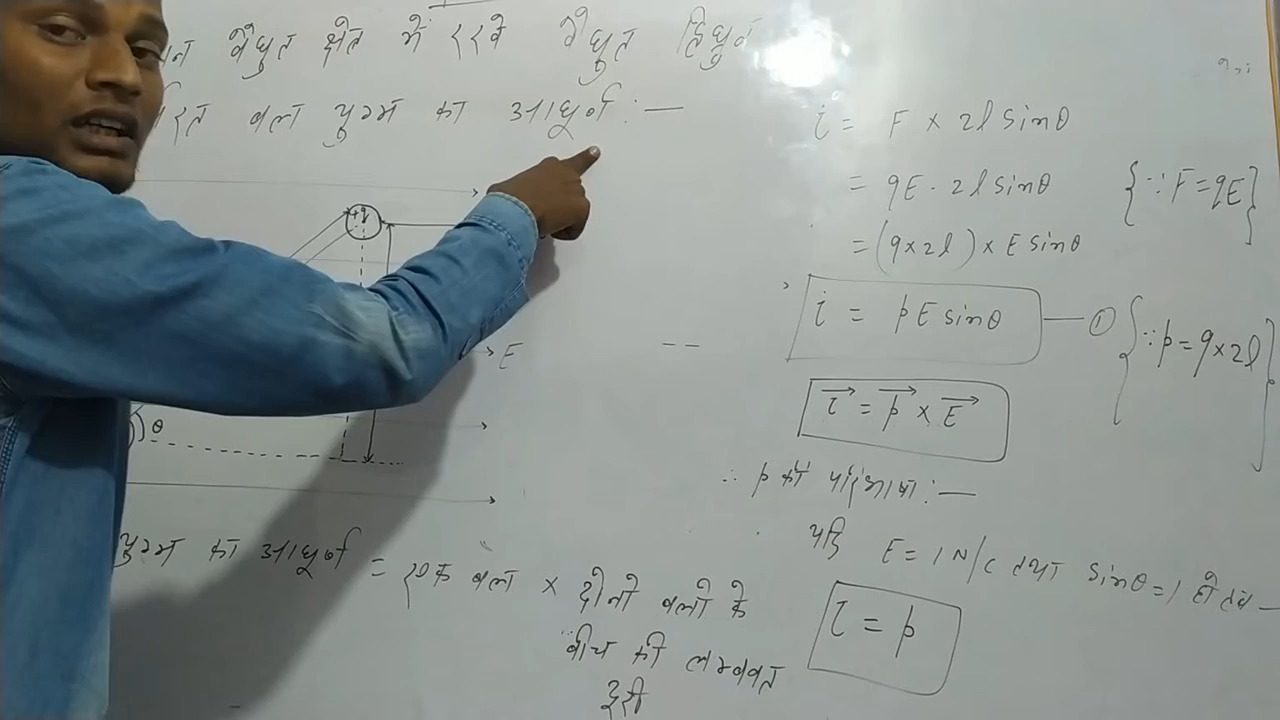 वैद्युत क्षेत्र में रखे वैद्युत द्विध्रुव
बल युग्म का आघूर्ण :—
+q
E
θ
युग्म का आघूर्ण = एक बल × दोनों बलों के
बीच की लम्बवत
दूरी
τ = F × 2l sinθ
= qE · 2l sinθ {∵ F = qE}
= (q×2l) × E sinθ
τ = pE sinθ — ① {∵ p = q×2l}
τ⃗ = p⃗ × E⃗
∴ p की परिभाषा :—
यदि E = 1 N/C तथा sinθ = 1 हो तब —
τ = p